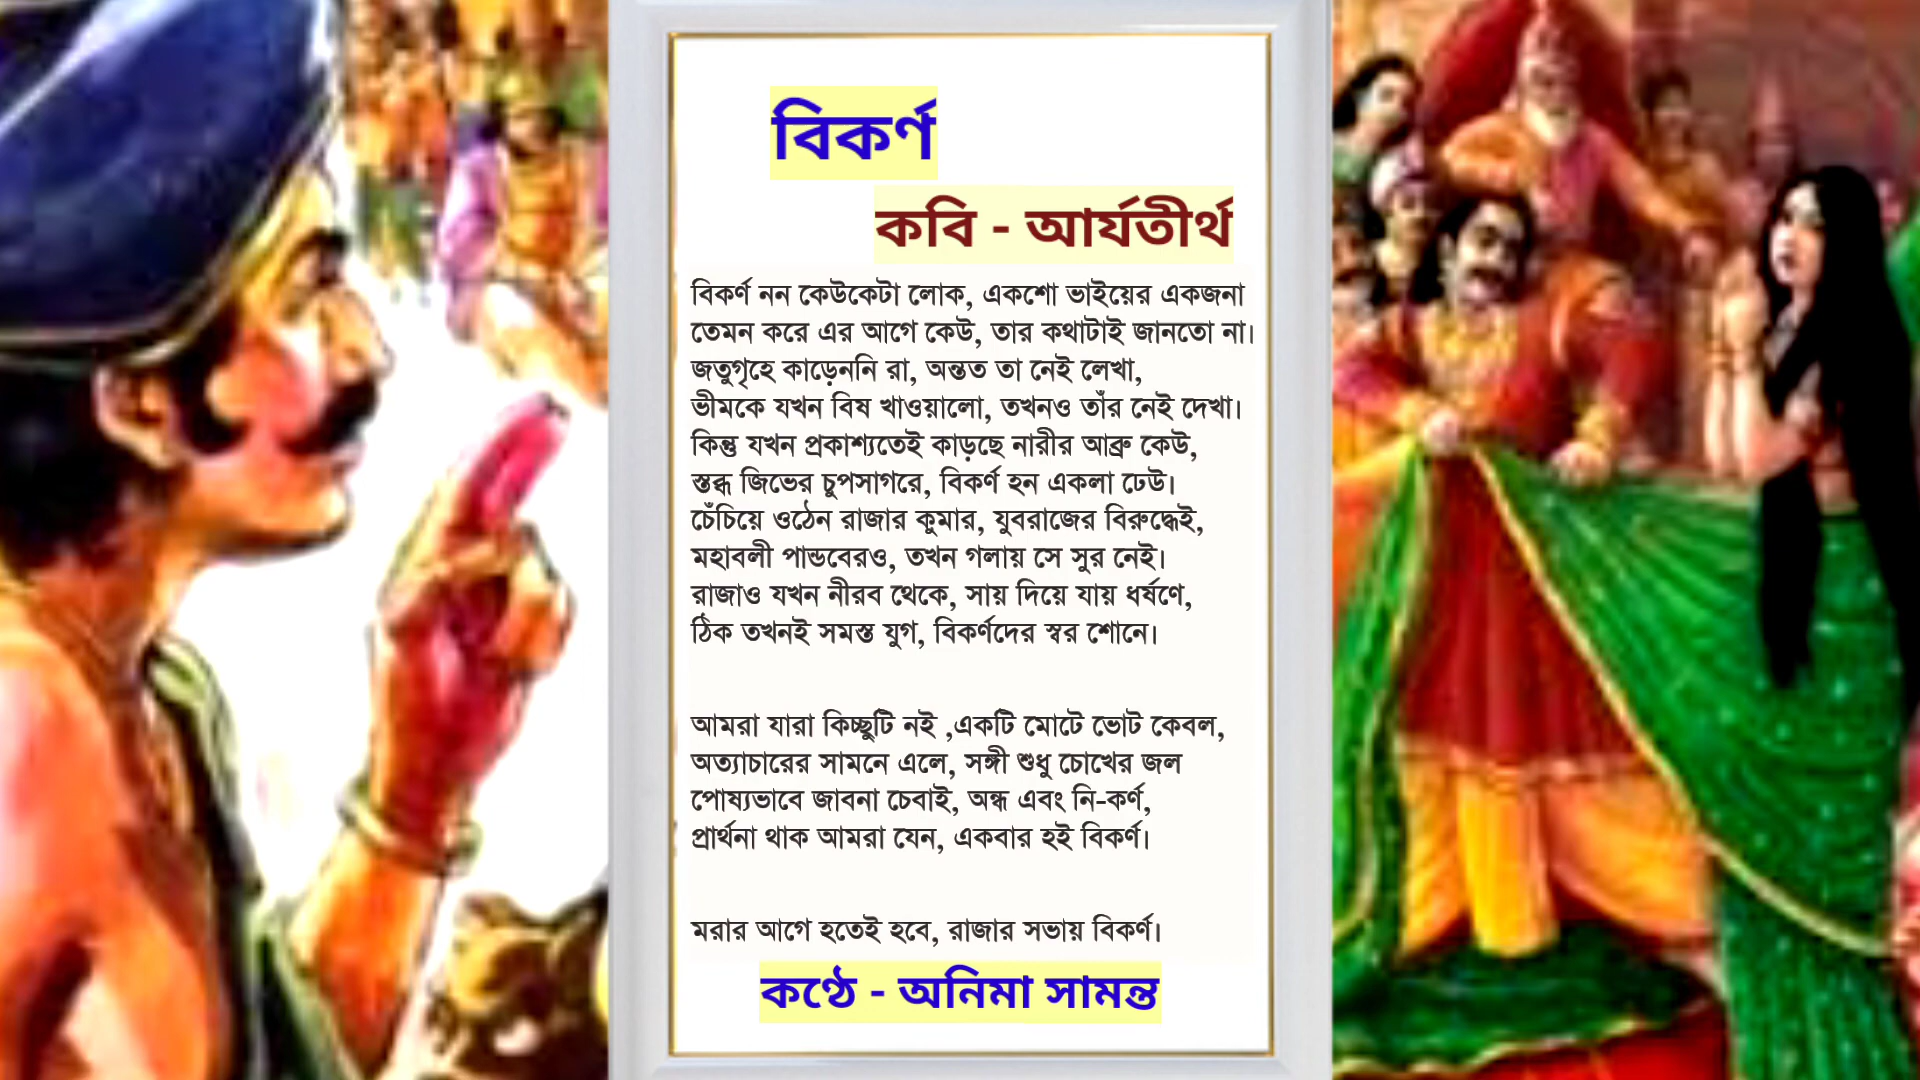 বিকর্ণ
কবি - আর্যতীর্থ
বিকর্ণ নন কেউকেটা লোক, একশো ভাইয়ের একজনা
তেমন করে এর আগে কেউ, তার কথাটাই জানতো না।
জতুগৃহে কাড়েননি রা, অন্তত তা নেই লেখা,
ভীমকে যখন বিষ খাওয়ালো, তখনও তাঁর নেই দেখা।
কিন্তু যখন প্রকাশ্যতেই কাড়ছে নারীর আব্রু কেউ,
স্তব্ধ জিভের চুপসাগরে, বিকর্ণ হন একলা ঢেউ।
চেঁচিয়ে ওঠেন রাজার কুমার, যুবরাজের বিরুদ্ধেই,
মহাবলী পান্ডবেরও, তখন গলায় সে সুর নেই।
রাজাও যখন নীরব থেকে, সায় দিয়ে যায় ধর্ষণে,
ঠিক তখনই সমস্ত যুগ, বিকর্ণদের স্বর শোনে।
আমরা যারা কিচ্ছুটি নই ,একটি মোটে ভোট কেবল,
অত্যাচারের সামনে এলে, সঙ্গী শুধু চোখের জল
পোষ্যভাবে জাবনা চেবাই, অন্ধ এবং নি-কর্ণ,
প্রার্থনা থাক আমরা যেন, একবার হই বিকর্ণ।
মরার আগে হতেই হবে, রাজার সভায় বিকর্ণ।
কণ্ঠে - অনিমা সামন্ত